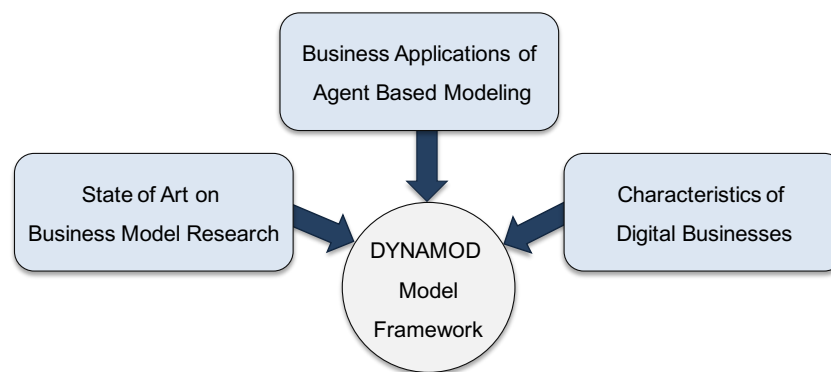 Business Applications of
Agent Based Modeling
State of Art on
Business Model Research
Characteristics of
Digital Businesses
DYNAMOD
Model
Framework